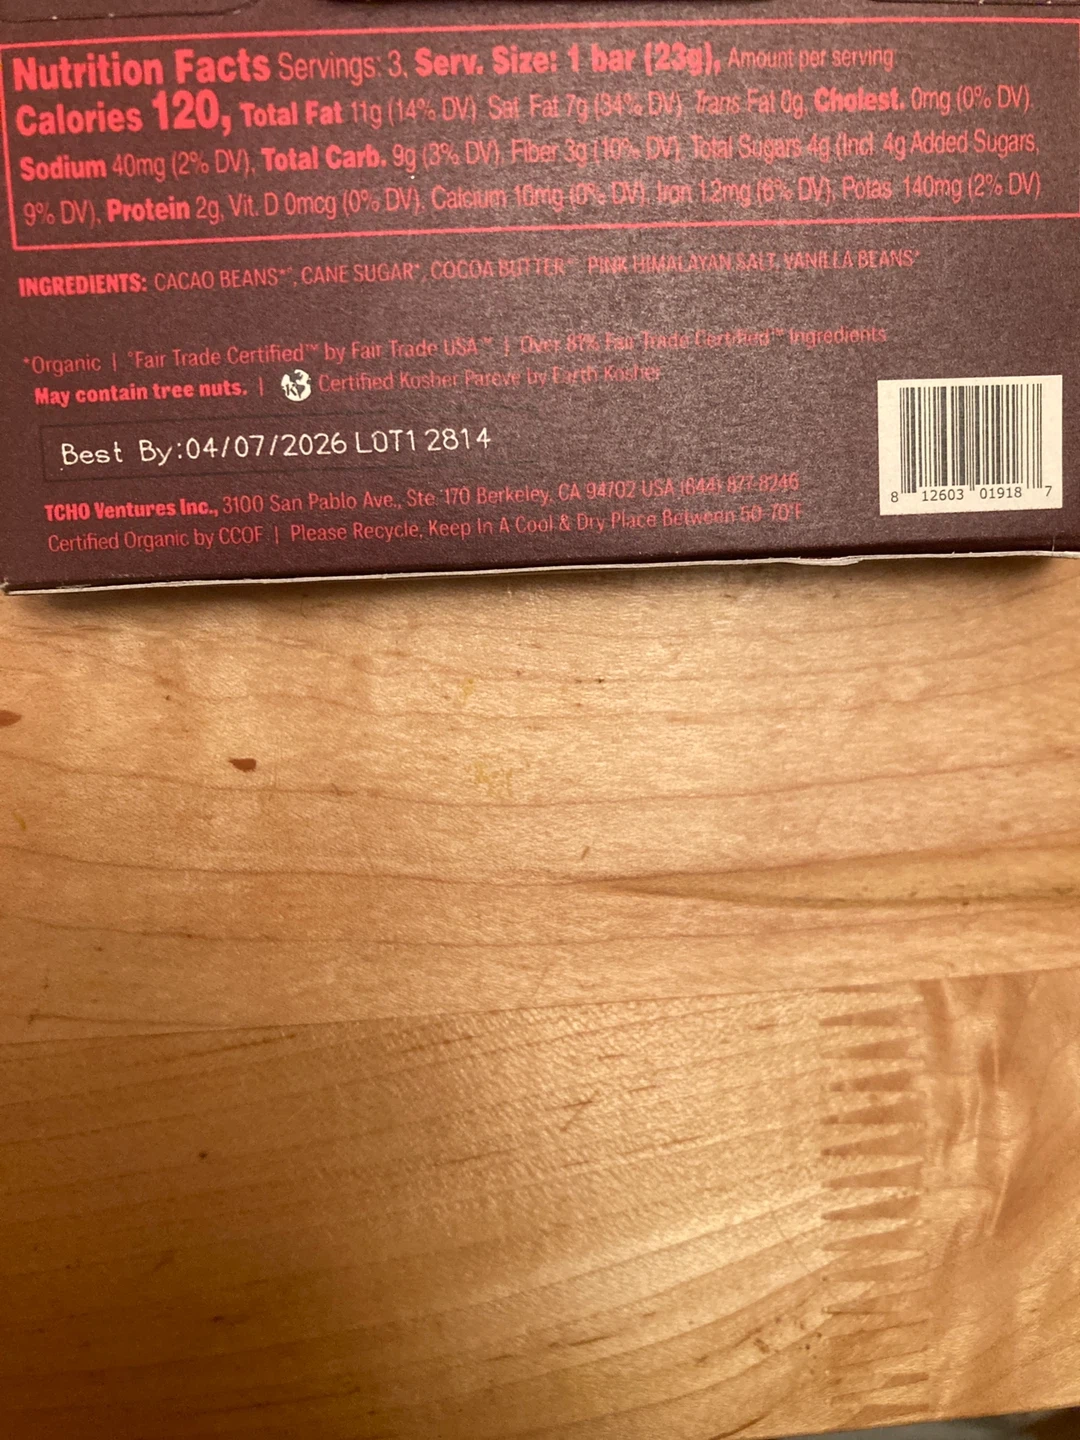 Nutrition Facts Servings: 3, Serv. Size: 1 bar (23g), Amount per serving:
Calories 120, Total Fat 11g (14% DV), Sat. Fat 7g (34% DV), Trans Fat 0g, Cholest. 0mg (0% DV),
Sodium 40mg (2% DV), Total Carb. 9g (3% DV), Fiber 3g (10% DV), Total Sugars 4g (Incl. 4g Added Sugars,
9% DV), Protein 2g, Vit. D 0mcg (0% DV), Calcium 10mg (0% DV), Iron 1.2mg (6% DV), Potas. 140mg (2% DV)
INGREDIENTS: CACAO BEANS*°, CANE SUGAR*, COCOA BUTTER*°, PINK HIMALAYAN SALT, VANILLA BEANS*
*Organic | °Fair Trade Certified™ by Fair Trade USA™ | Over 87% Fair Trade Certified™ Ingredients
May contain tree nuts. | K Certified Kosher Pareve by Earth Kosher
Best By:04/07/2026 LOT1 2814
TCHO Ventures Inc., 3100 San Pablo Ave., Ste. 170 Berkeley, CA 94702 USA (844) 877-8246
Certified Organic by CCOF | Please Recycle, Keep In A Cool & Dry Place Between 50-70°F
8 12603 01918 7